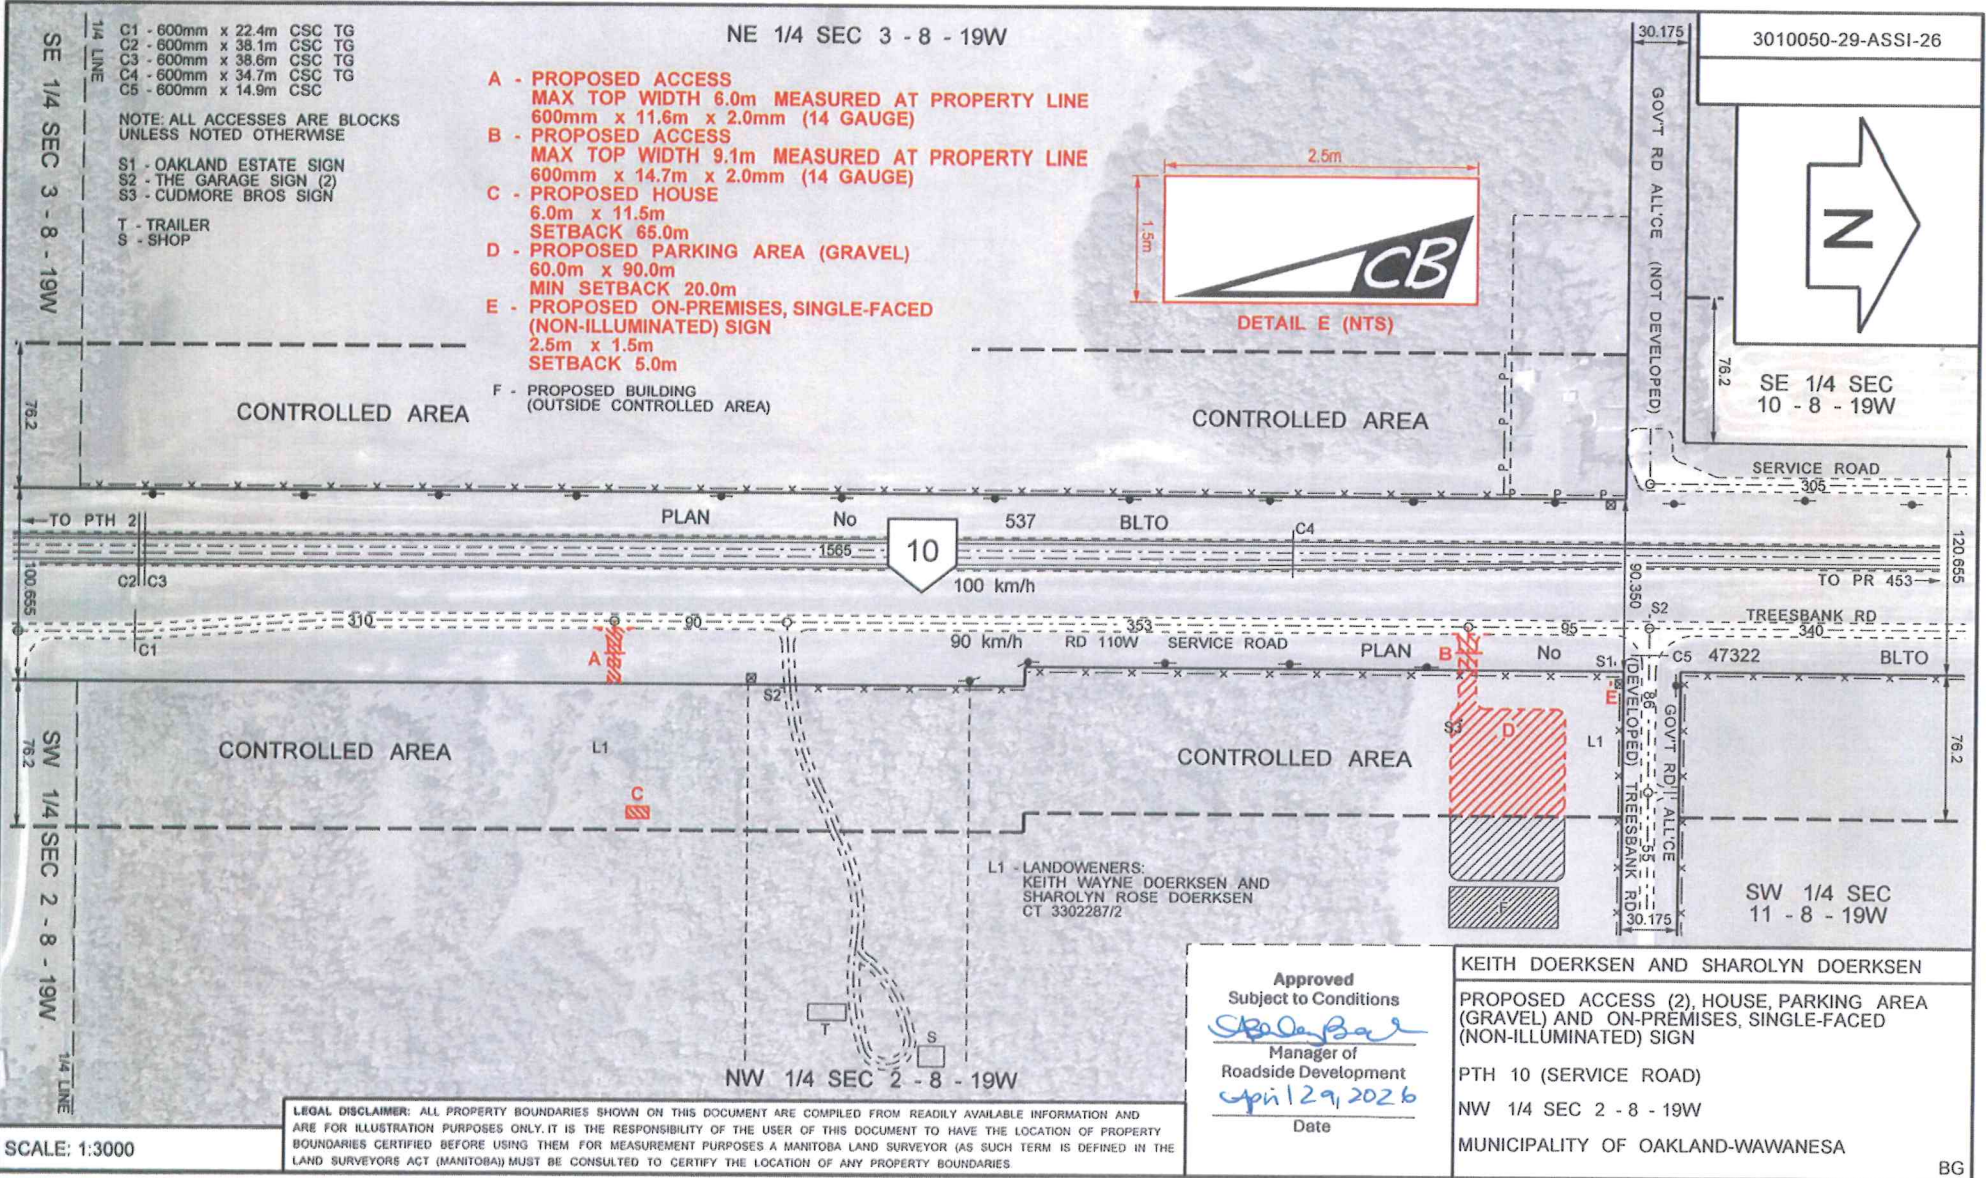 SE 1/4 SEC 3 - 8 - 19W
1/4 LINE
C1 - 600mm x 22.4m CSC TG
C2 - 600mm x 38.1m CSC TG
C3 - 600mm x 38.6m CSC TG
C4 - 600mm x 34.7m CSC TG
C5 - 600mm x 14.9m CSC
NOTE: ALL ACCESSES ARE BLOCKS
UNLESS NOTED OTHERWISE
S1 - OAKLAND ESTATE SIGN
S2 - THE GARAGE SIGN (2)
S3 - CUDMORE BROS SIGN
T - TRAILER
S - SHOP
NE 1/4 SEC 3 - 8 - 19W
A - PROPOSED ACCESS
MAX TOP WIDTH 6.0m MEASURED AT PROPERTY LINE
600mm x 11.6m x 2.0mm (14 GAUGE)
B - PROPOSED ACCESS
MAX TOP WIDTH 9.1m MEASURED AT PROPERTY LINE
600mm x 14.7m x 2.0mm (14 GAUGE)
C - PROPOSED HOUSE
6.0m x 11.5m
SETBACK 65.0m
D - PROPOSED PARKING AREA (GRAVEL)
60.0m x 90.0m
MIN SETBACK 20.0m
E - PROPOSED ON-PREMISES, SINGLE-FACED
(NON-ILLUMINATED) SIGN
2.5m x 1.5m
SETBACK 5.0m
F - PROPOSED BUILDING
(OUTSIDE CONTROLLED AREA)
2.5m
1.5m
CB
DETAIL E (NTS)
30.175
GOV'T RD ALL'CE (NOT DEVELOPED)
3010050-29-ASSI-26
N
76.2
SE 1/4 SEC
10 - 8 - 19W
76.2
CONTROLLED AREA
CONTROLLED AREA
P
P
P
P
P
P
SERVICE ROAD
305
TO PTH 2
PLAN No 537 BLTO
C4
1565
10
100 km/h
C2
C3
100.655
90.350
120.655
TO PR 453
C1
310
90
353
95
S2
TREESBANK RD
340
90 km/h
RD 110W SERVICE ROAD
PLAN No 47322 BLTO
A
B
S1
C5
E
S2
S3
D
L1
L1
CONTROLLED AREA
CONTROLLED AREA
C
76.2
76.2
(DEVELOPED) TREESBANK RD
86
55
GOV'T RD ALL'CE
30.175
SW 1/4 SEC 2 - 8 - 19W
1/4 LINE
L1 - LANDOWENERS:
KEITH WAYNE DOERKSEN AND
SHAROLYN ROSE DOERKSEN
CT 3302287/2
F
SW 1/4 SEC
11 - 8 - 19W
T
S
NW 1/4 SEC 2 - 8 - 19W
Approved
Subject to Conditions
Manager of
Roadside Development
April 29, 2026
Date
KEITH DOERKSEN AND SHAROLYN DOERKSEN
PROPOSED ACCESS (2), HOUSE, PARKING AREA
(GRAVEL) AND ON-PREMISES, SINGLE-FACED
(NON-ILLUMINATED) SIGN
PTH 10 (SERVICE ROAD)
NW 1/4 SEC 2 - 8 - 19W
MUNICIPALITY OF OAKLAND-WAWANESA
BG
SCALE: 1:3000
LEGAL DISCLAIMER: ALL PROPERTY BOUNDARIES SHOWN ON THIS DOCUMENT ARE COMPILED FROM READILY AVAILABLE INFORMATION AND
ARE FOR ILLUSTRATION PURPOSES ONLY. IT IS THE RESPONSIBILITY OF THE USER OF THIS DOCUMENT TO HAVE THE LOCATION OF PROPERTY
BOUNDARIES CERTIFIED BEFORE USING THEM FOR MEASUREMENT PURPOSES A MANITOBA LAND SURVEYOR (AS SUCH TERM IS DEFINED IN THE
LAND SURVEYORS ACT (MANITOBA)) MUST BE CONSULTED TO CERTIFY THE LOCATION OF ANY PROPERTY BOUNDARIES